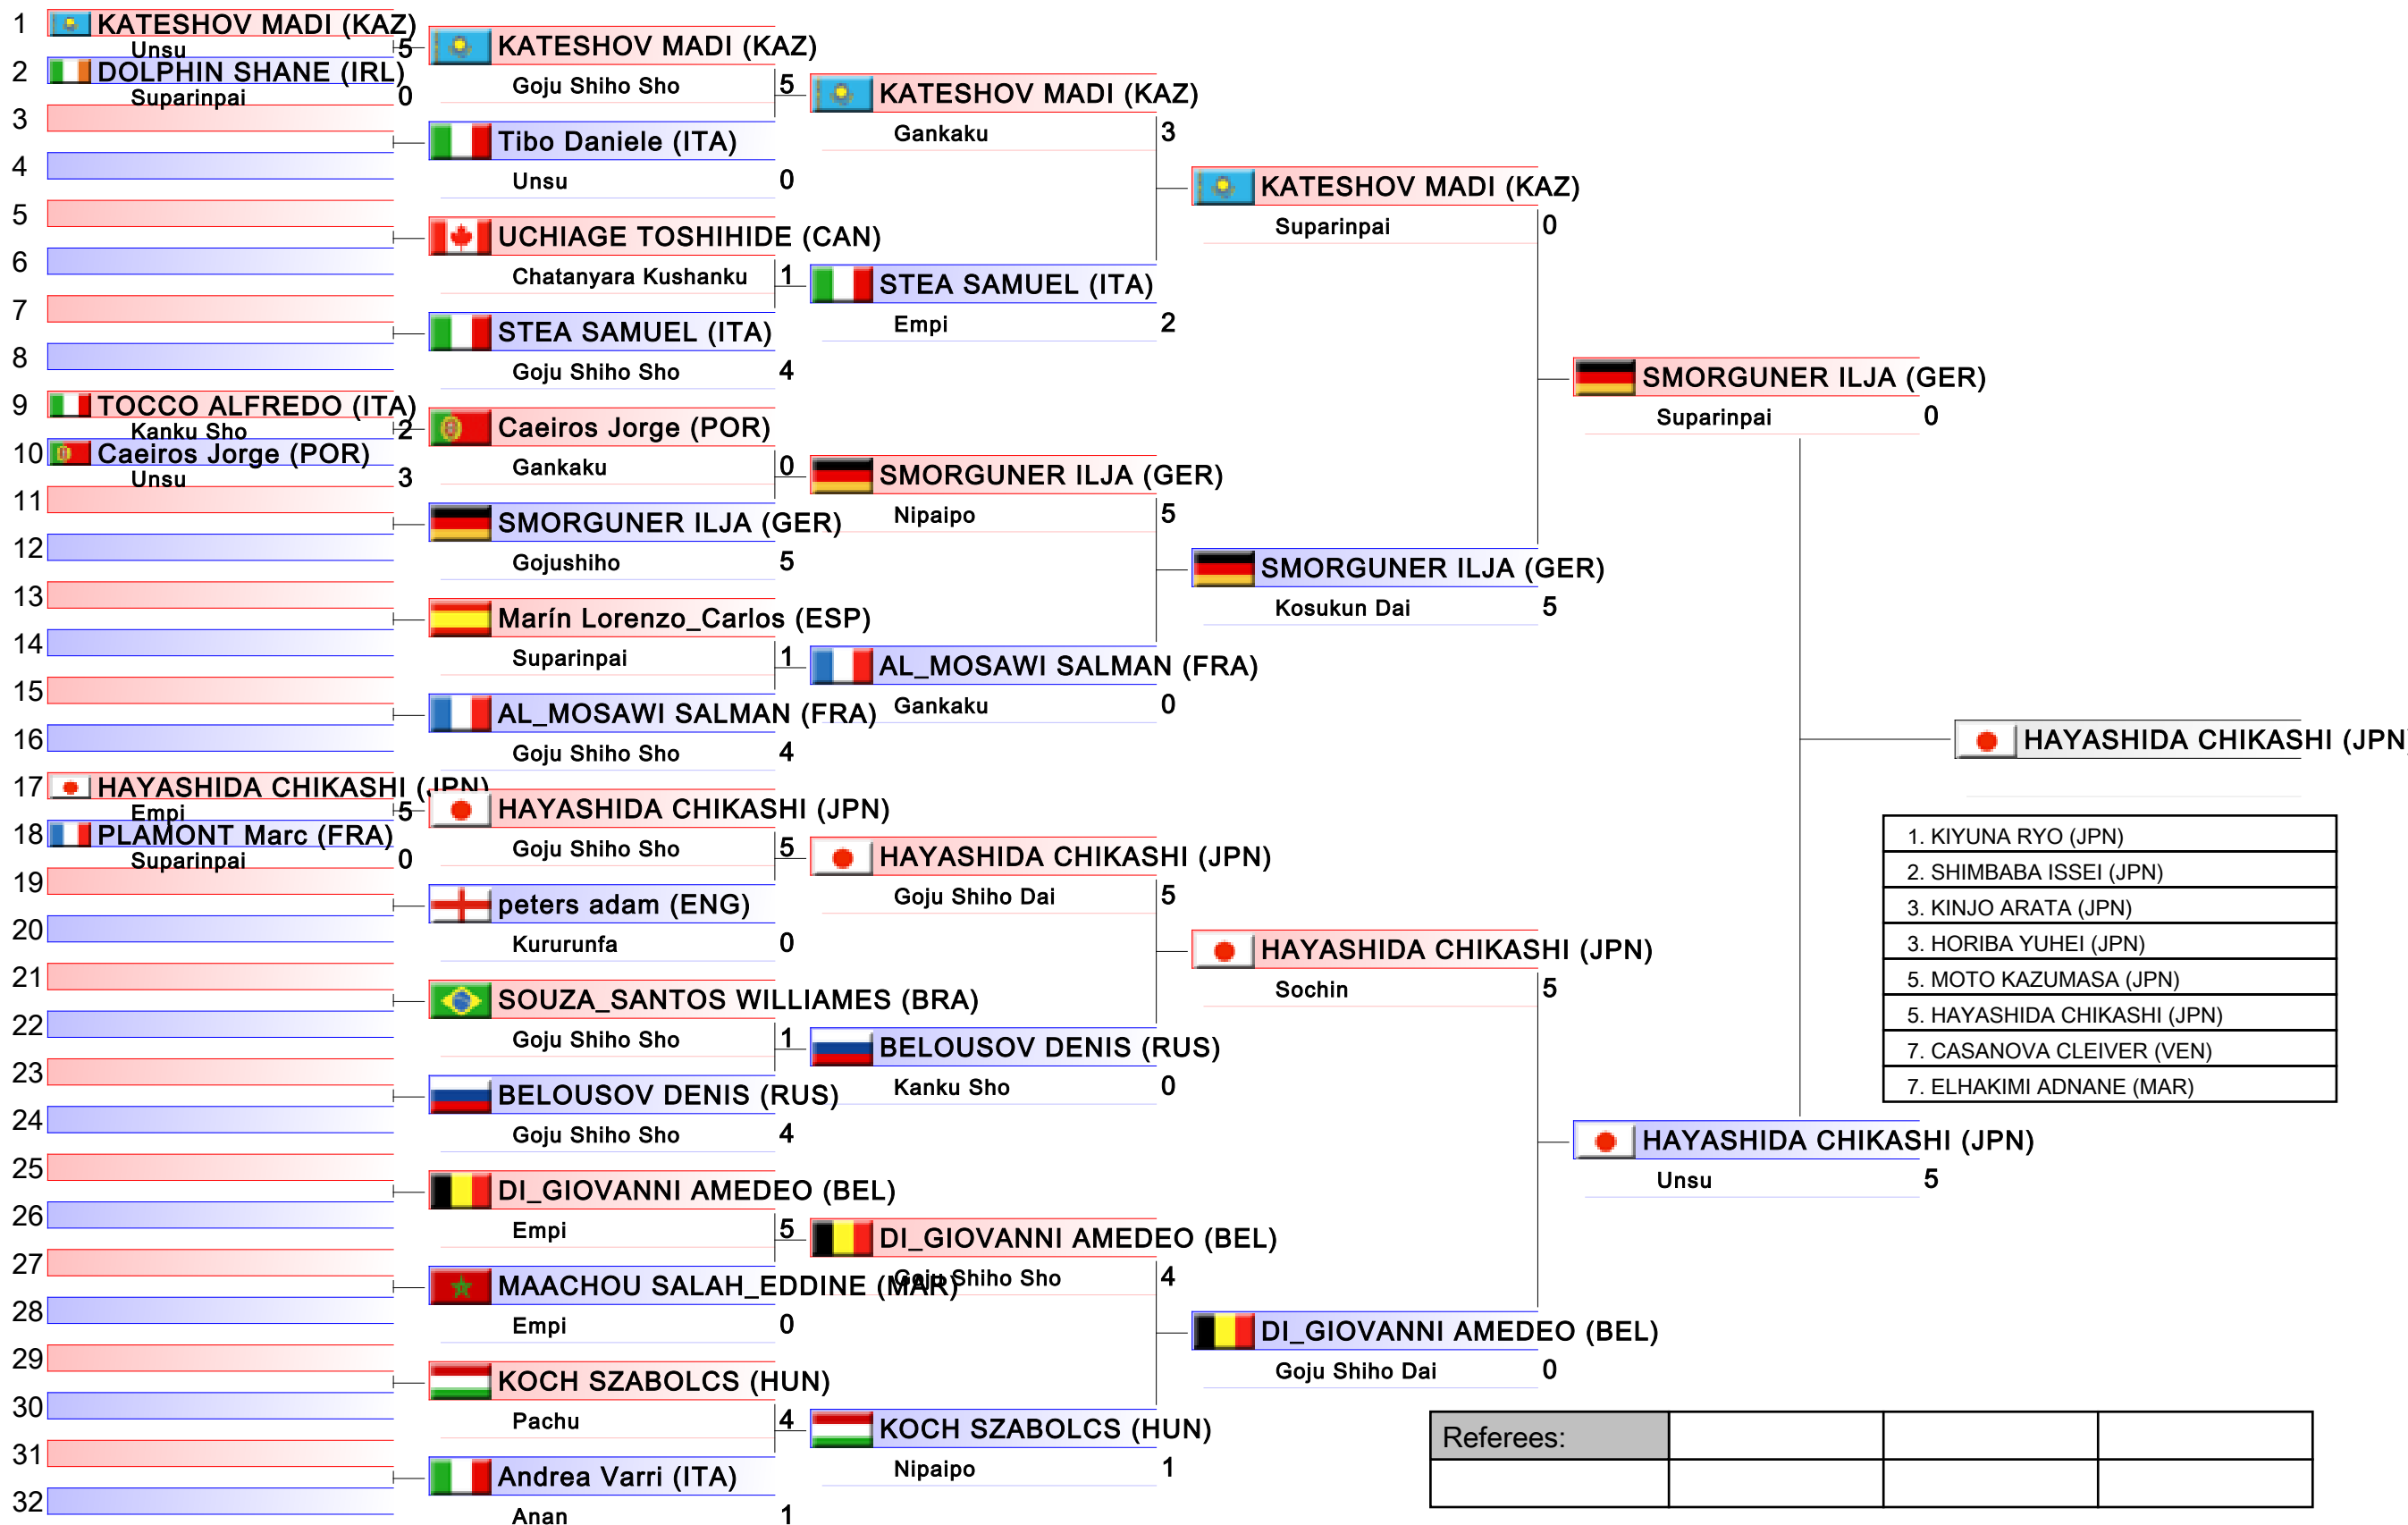 1 KATESHOV MADI (KAZ)
Unsu 5
2 DOLPHIN SHANE (IRL)
Suparinpai 0
3
4
5
6
7
8
9 TOCCO ALFREDO (ITA)
Kanku Sho 2
10 Caeiros Jorge (POR)
Unsu 3
11
12
13
14
15
16
17 HAYASHIDA CHIKASHI (JPN)
Empi 5
18 PLAMONT Marc (FRA)
Suparinpai 0
19
20
21
22
23
24
25
26
27
28
29
30
31
32
KATESHOV MADI (KAZ)
Goju Shiho Sho 5
Tibo Daniele (ITA)
Unsu 0
UCHIAGE TOSHIHIDE (CAN)
Chatanyara Kushanku 1
STEA SAMUEL (ITA)
Goju Shiho Sho 4
Caeiros Jorge (POR)
Gankaku 0
SMORGUNER ILJA (GER)
Gojushiho 5
Marín Lorenzo_Carlos (ESP)
Suparinpai 1
AL_MOSAWI SALMAN (FRA)
Goju Shiho Sho 4
HAYASHIDA CHIKASHI (JPN)
Goju Shiho Sho 5
peters adam (ENG)
Kururunfa 0
SOUZA_SANTOS WILLIAMES (BRA)
Goju Shiho Sho 1
BELOUSOV DENIS (RUS)
Goju Shiho Sho 4
DI_GIOVANNI AMEDEO (BEL)
Empi 5
MAACHOU SALAH_EDDINE (MAR)
Empi 0
KOCH SZABOLCS (HUN)
Pachu 4
Andrea Varri (ITA)
Anan 1
KATESHOV MADI (KAZ)
Gankaku 3
STEA SAMUEL (ITA)
Empi 2
SMORGUNER ILJA (GER)
Nipaipo 5
AL_MOSAWI SALMAN (FRA)
Gankaku 0
HAYASHIDA CHIKASHI (JPN)
Goju Shiho Dai 5
BELOUSOV DENIS (RUS)
Kanku Sho 0
DI_GIOVANNI AMEDEO (BEL)
Goju Shiho Sho 4
KOCH SZABOLCS (HUN)
Nipaipo 1
KATESHOV MADI (KAZ)
Suparinpai 0
SMORGUNER ILJA (GER)
Kosukun Dai 5
HAYASHIDA CHIKASHI (JPN)
Sochin 5
DI_GIOVANNI AMEDEO (BEL)
Goju Shiho Dai 0
SMORGUNER ILJA (GER)
Suparinpai 0
HAYASHIDA CHIKASHI (JPN)
Unsu 5
HAYASHIDA CHIKASHI (JPN)
1. KIYUNA RYO (JPN)
2. SHIMBABA ISSEI (JPN)
3. KINJO ARATA (JPN)
3. HORIBA YUHEI (JPN)
5. MOTO KAZUMASA (JPN)
5. HAYASHIDA CHIKASHI (JPN)
7. CASANOVA CLEIVER (VEN)
7. ELHAKIMI ADNANE (MAR)
Referees: